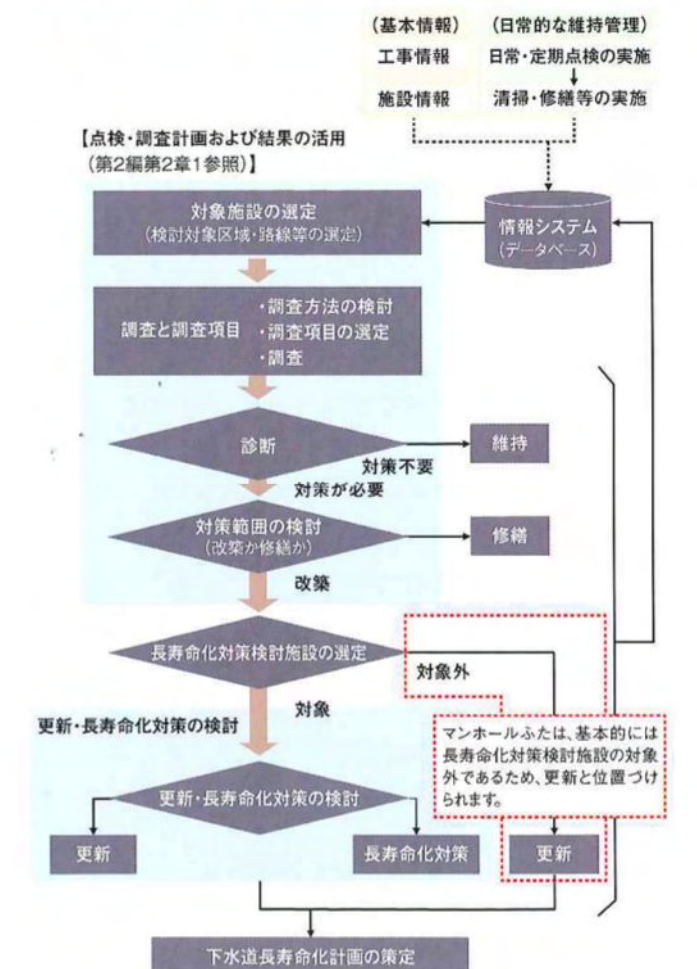 (基本情報)
(日常的な維持管理)
工事情報
日常・定期点検の実施
施設情報
清掃・修繕等の実施
【点検・調査計画および結果の活用
(第2編第2章1参照)】
対象施設の選定
(検討対象区域・路線等の選定)
情報システム
(データベース)
調査と調査項目
・調査方法の検討
・調査項目の選定
・調査
診断
維持
対策不要
対策が必要
対策範囲の検討
(改築か修繕か)
修繕
改築
長寿命化対策検討施設の選定
対象外
対象
更新・長寿命化対策の検討
マンホールふたは、基本的には
長寿命化対策検討施設の対象
外であるため、更新と位置づけ
られます。
更新・長寿命化対策の検討
更新
長寿命化対策
更新
下水道長寿命化計画の策定